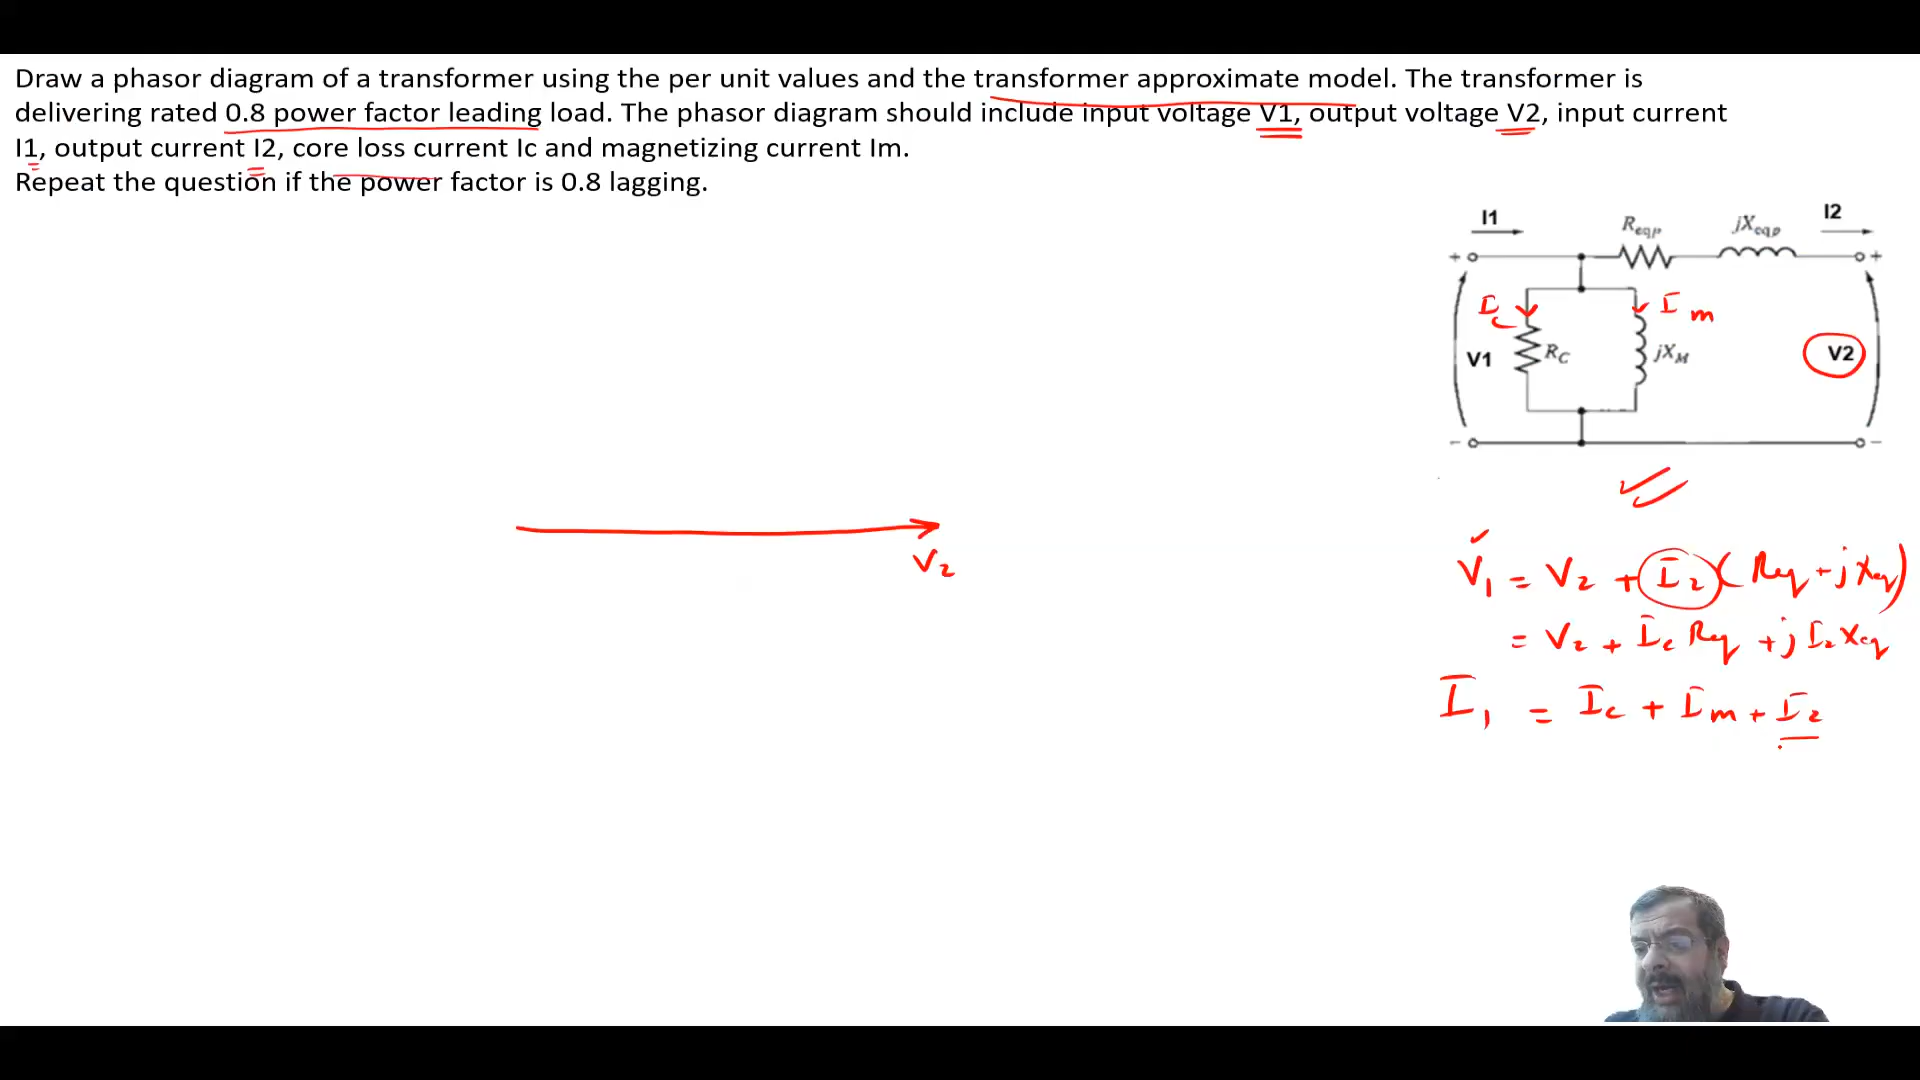 Draw a phasor diagram of a transformer using the per unit values and the transformer approximate model. The transformer is
delivering rated 0.8 power factor leading load. The phasor diagram should include input voltage V1, output voltage V2, input current
I1, output current I2, core loss current Ic and magnetizing current Im.
Repeat the question if the power factor is 0.8 lagging.
I1 Reqp jXeqp I2
+ +
Ic Im
V1 RC jXM V2
- -
V2
V1 = V2 + I2 (Req + jXeq)
= V2 + I2 Req + j I2 Xeq
I1 = Ic + Im + I2